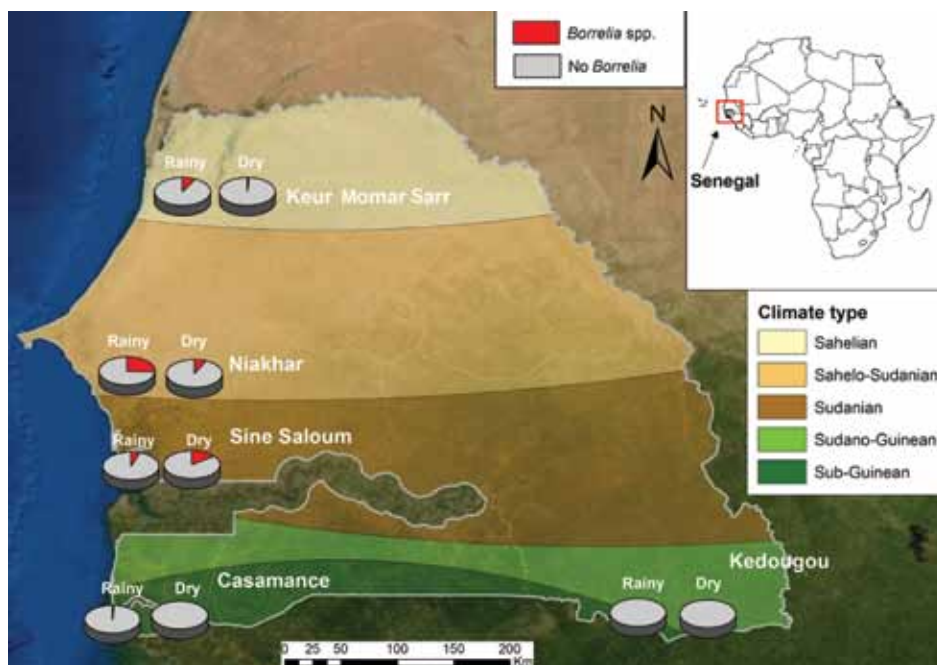 Borrelia spp.
No Borrelia
N
Senegal
Rainy Dry
Keur Momar Sarr
Rainy Dry
Niakhar
Rainy Dry
Sine Saloum
Climate type
Sahelian
Sahelo-Sudanian
Sudanian
Sudano-Guinean
Sub-Guinean
Kedougou
Casamance
Rainy Dry
Rainy Dry
0 25 50 100 150 200
Km